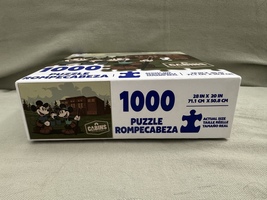 1000
PUZZLE
ROMPECABEZA
1000
PUZZLE
ROMPECABEZA
28 IN X 20 IN
71.1 CM X 50.8 CM
ACTUAL SIZE
TAILLE RÉELLE
TAMAÑO REAL
CABINS